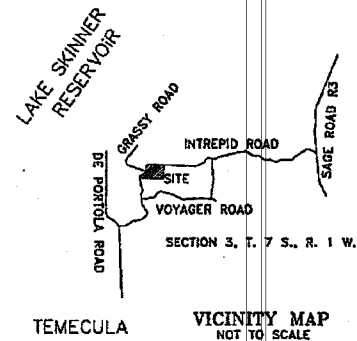 LAKE SKINNER
RESERVOIR
GRASSY ROAD
INTREPID ROAD
SAGE ROAD R3
DE PORTOLA ROAD
SITE
VOYAGER ROAD
SECTION 3, T. 7 S., R. 1 W.
TEMECULA
VICINITY MAP
NOT TO SCALE